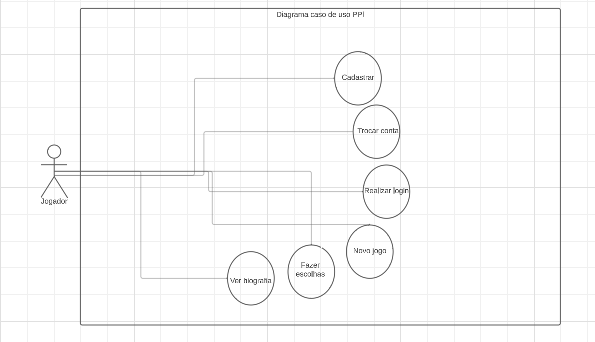 Diagrama caso de uso PPI
Cadastrar
Trocar conta
Realizar login
Jogador
Novo jogo
Fazer
escolhas
Ver biografia